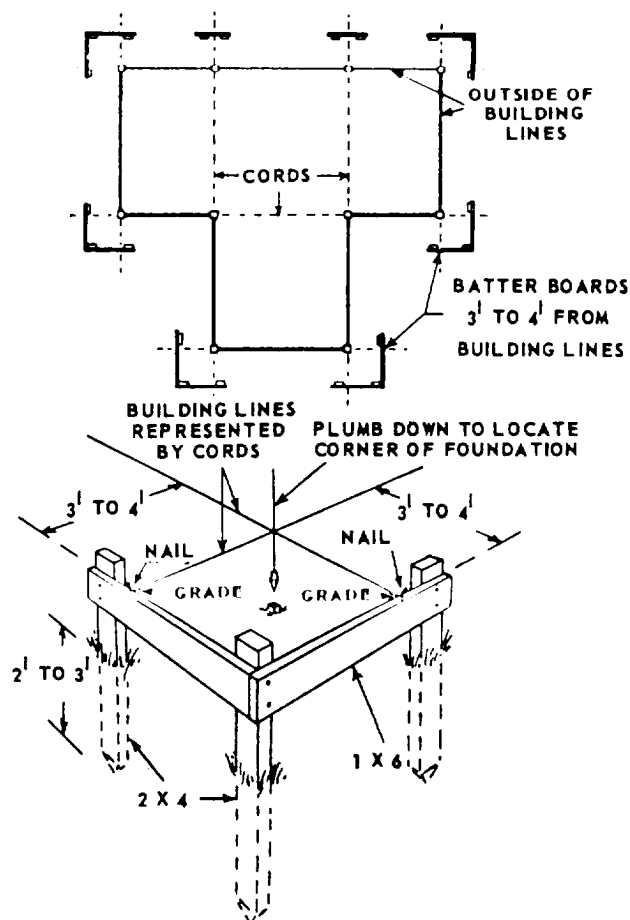 OUTSIDE OF
BUILDING
LINES
CORDS
BATTER BOARDS
3' TO 4' FROM
BUILDING LINES
BUILDING LINES
REPRESENTED
BY CORDS
PLUMB DOWN TO LOCATE
CORNER OF FOUNDATION
3' TO 4'
3' TO 4'
NAIL
NAIL
GRADE
GRADE
2' TO 3'
1 X 6
2 X 4